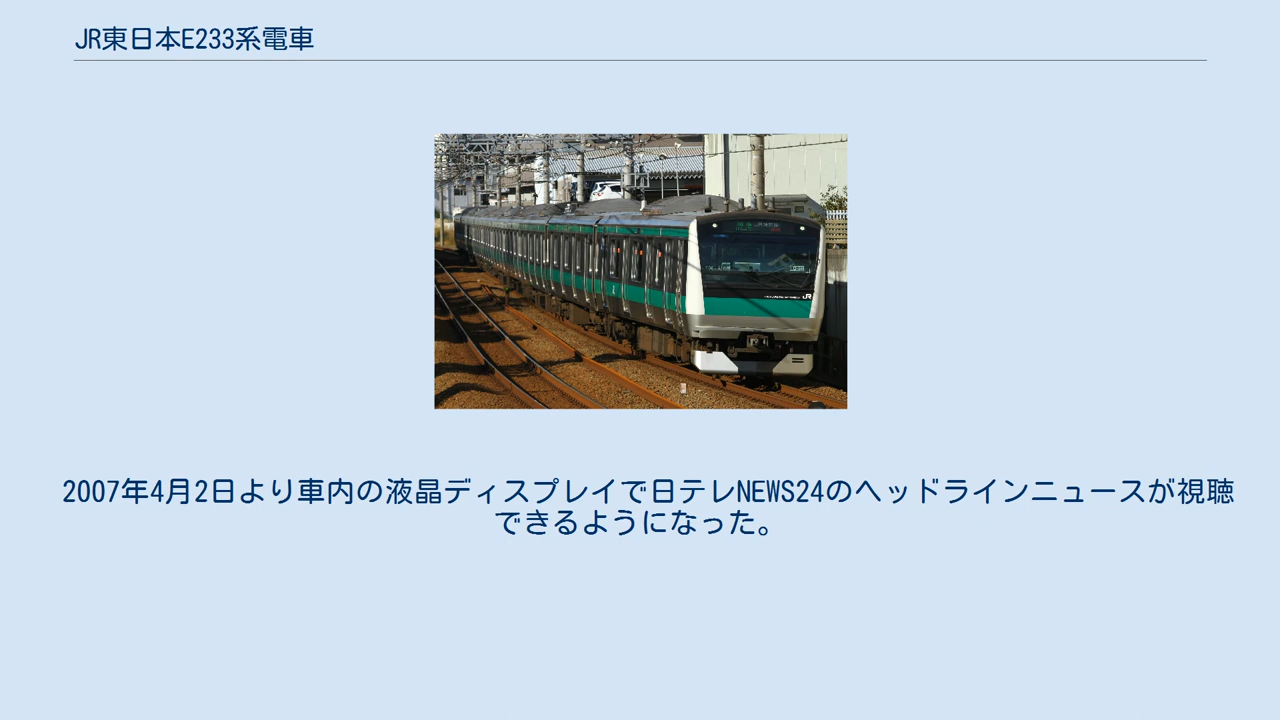 JR東日本E233系電車
JR
2007年4月2日より車内の液晶ディスプレイで日テレNEWS24のヘッドラインニュースが視聴
できるようになった。